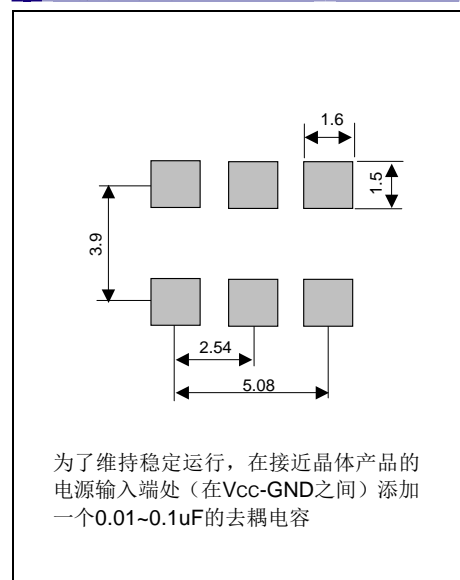 1.6
1.5
3.9
2.54
5.08
为了维持稳定运行，在接近晶体产品的
电源输入端处（在Vcc-GND之间）添加
一个0.01~0.1uF的去耦电容